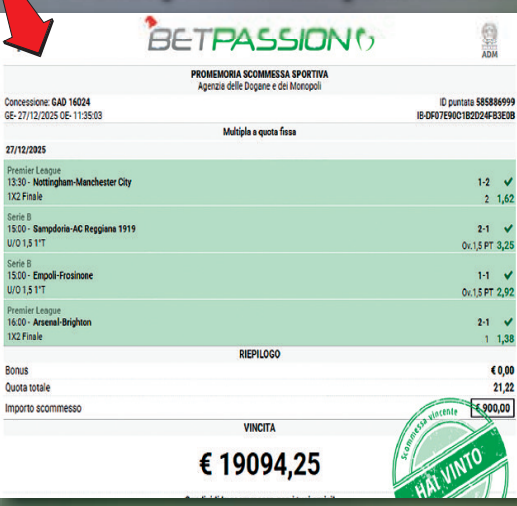 BETPASSION
ADM
PROMEMORIA SCOMMESSA SPORTIVA
Agenzia delle Dogane e dei Monopoli
Concessione: GAD 16024
ID puntata 585886999
GE- 27/12/2025 OE- 11:35:03
IB-DF07E90C1B2D24FB3E0B
Multipla a quota fissa
27/12/2025
Premier League
13:30 - Nottingham-Manchester City
1-2
1X2 Finale
2 1,62
Serie B
15:00 - Sampdoria-AC Reggiana 1919
2-1
U/O 1,5 1°T
Ov.1,5 PT 3,25
Serie B
15:00 - Empoli-Frosinone
1-1
U/O 1,5 1°T
Ov.1,5 PT 2,92
Premier League
16:00 - Arsenal-Brighton
2-1
1X2 Finale
1 1,38
RIEPILOGO
Bonus
€ 0,00
Quota totale
21,22
Importo scommesso
€ 900,00
VINCITA
€ 19094,25
Scommessa vincente
HAI VINTO